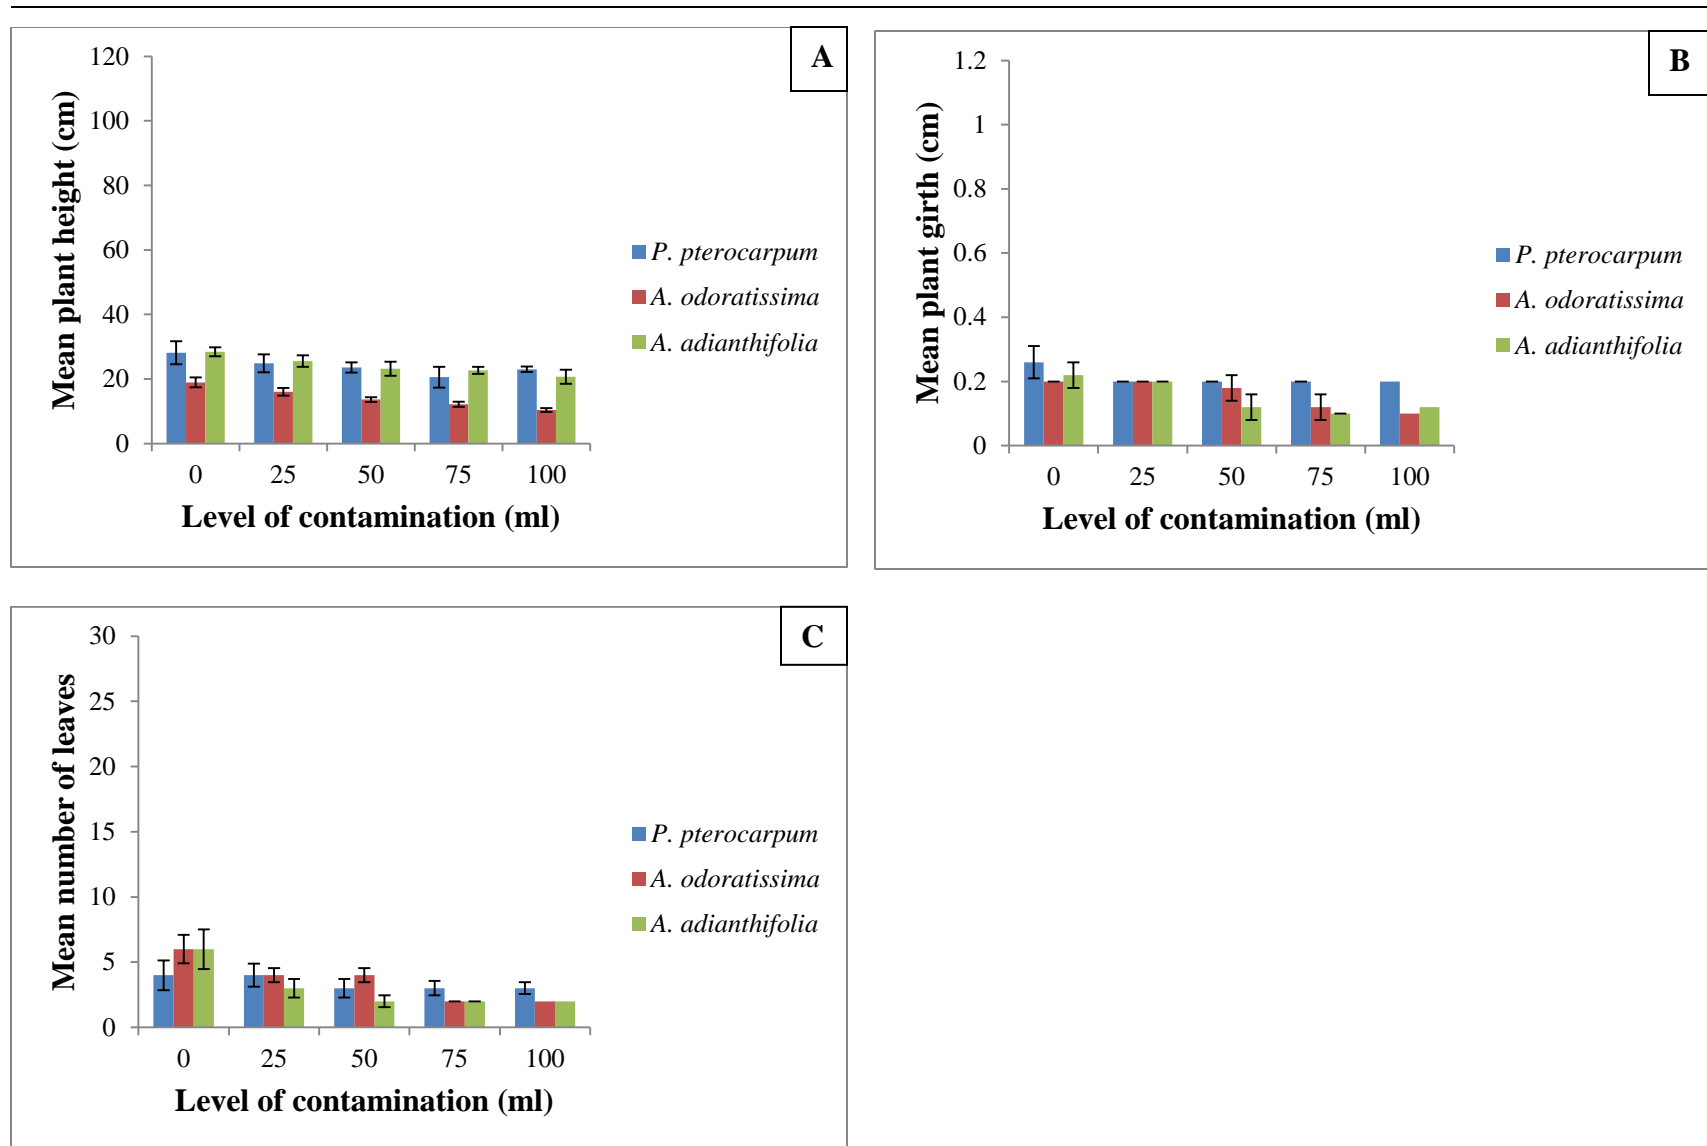 A
Mean plant height (cm)
120
100
80
60
40
20
0
0 25 50 75 100
Level of contamination (ml)
P. pterocarpum
A. odoratissima
A. adianthifolia
B
Mean plant girth (cm)
1.2
1
0.8
0.6
0.4
0.2
0
0 25 50 75 100
Level of contamination (ml)
P. pterocarpum
A. odoratissima
A. adianthifolia
C
Mean number of leaves
30
25
20
15
10
5
0
0 25 50 75 100
Level of contamination (ml)
P. pterocarpum
A. odoratissima
A. adianthifolia